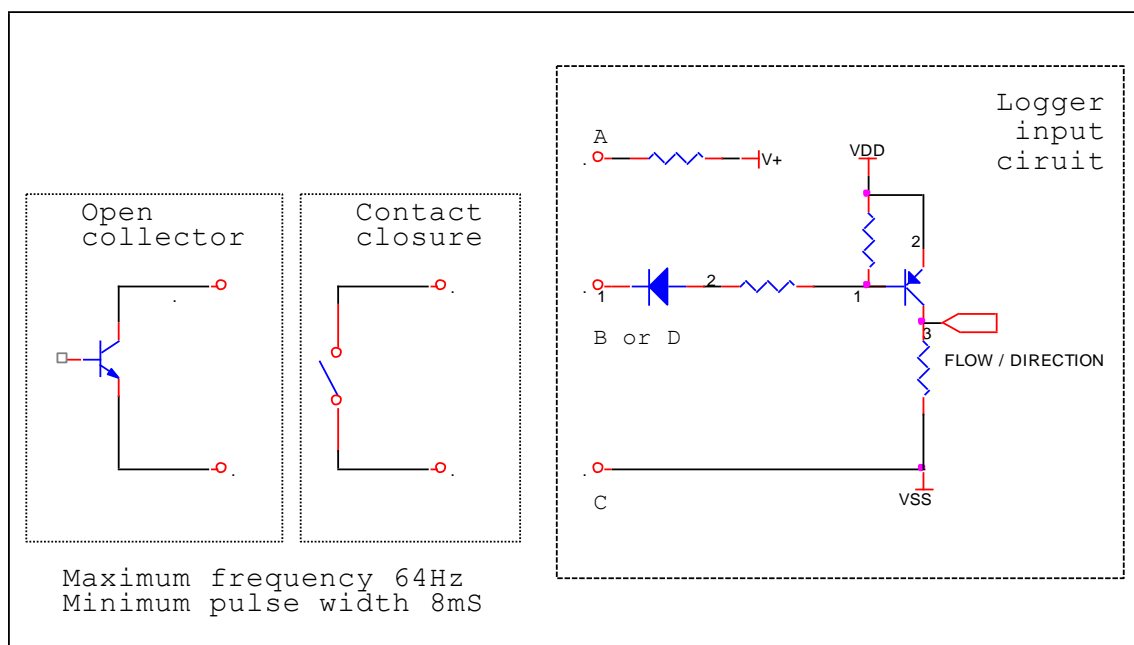 Logger
input
ciruit
A
V+
VDD
Open
collector
Contact
closure
2
1
2
1
B or D
3
FLOW / DIRECTION
C
VSS
Maximum frequency 64Hz
Minimum pulse width 8mS